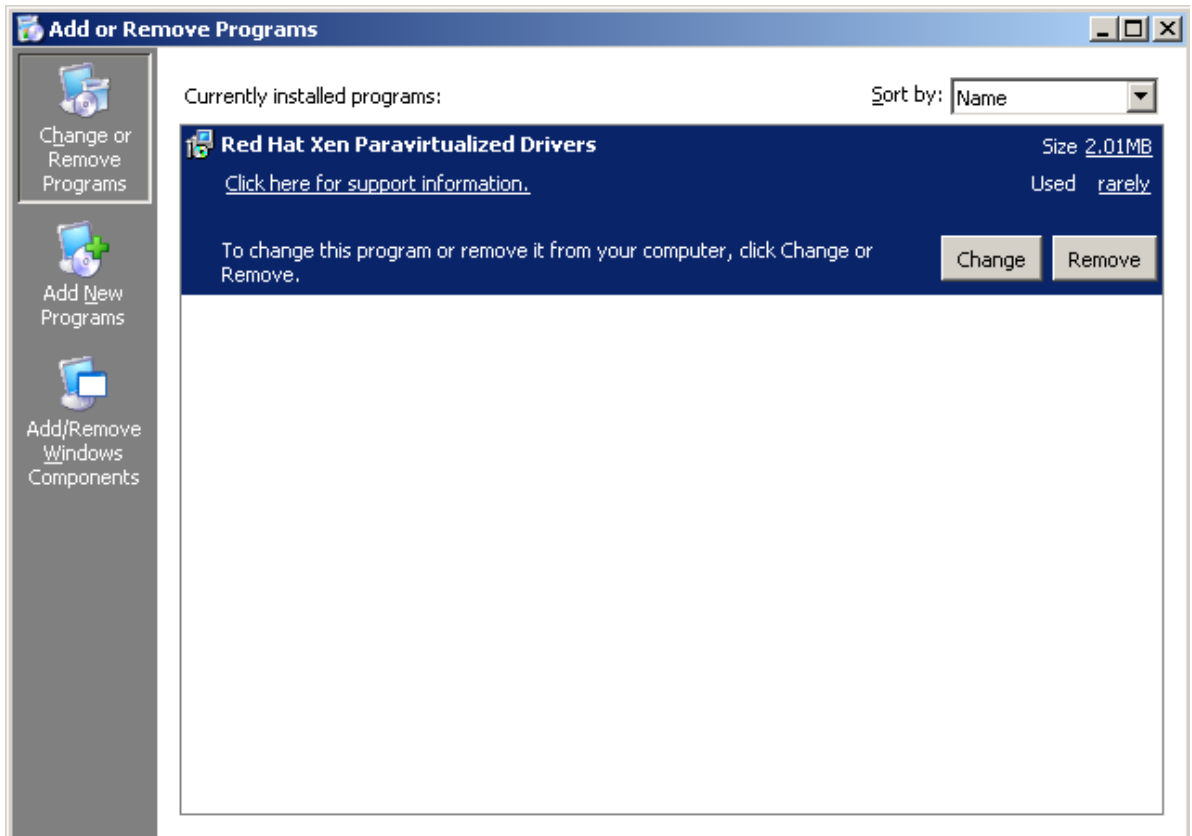 Add or Remove Programs
Change or
Remove
Programs
Add New
Programs
Add/Remove
Windows
Components
Currently installed programs:
Sort by: Name
Red Hat Xen Paravirtualized Drivers
Size 2.01MB
Click here for support information.
Used rarely
To change this program or remove it from your computer, click Change or
Remove.
Change
Remove